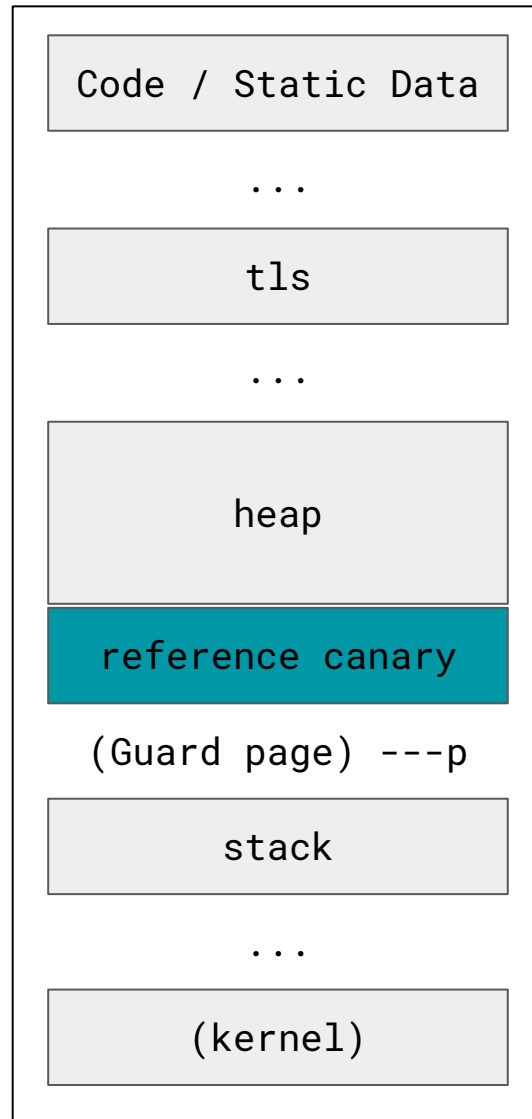 Code / Static Data
...
tls
...
heap
reference canary
(Guard page) ---p
stack
...
(kernel)